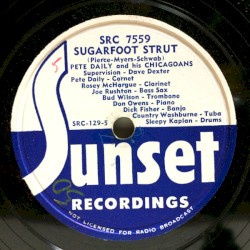 SRC 7559
SUGARFOOT STRUT
(Pierce-Myers-Schwab)
PETE DAILY and his CHICAGOANS
Supervision - Dave Dexter
Pete Daily - Cornet
Rosey McHargue - Clarinet
Joe Rushton - Bass Sax
Bud Wilson - Trombone
Don Owens - Piano
Dick Fisher - Banjo
Country Washburne - Tuba
SRC-129-5 Sleepy Kaplan - Drums
5
Sunset
RECORDINGS
NOT LICENSED FOR RADIO BROADCAST